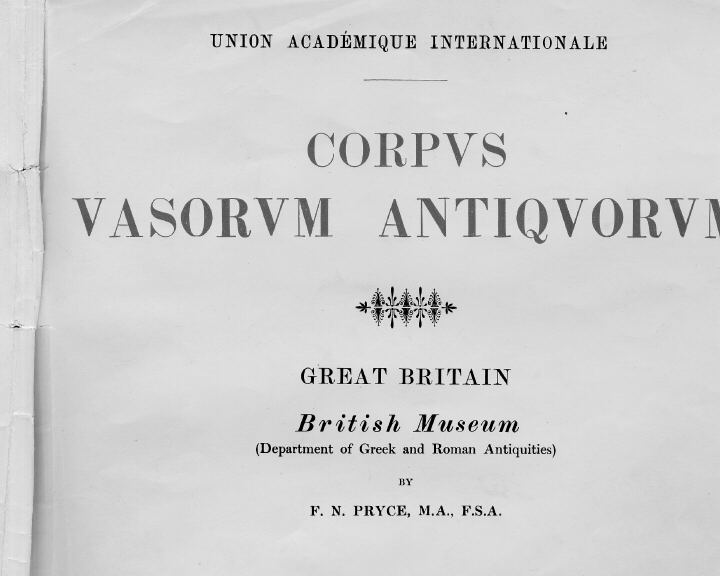 UNION ACADÉMIQUE INTERNATIONALE
CORPVS
VASORVM ANTIQVORVM
GREAT BRITAIN
British Museum
(Department of Greek and Roman Antiquities)
BY
F. N. PRYCE, M.A., F.S.A.